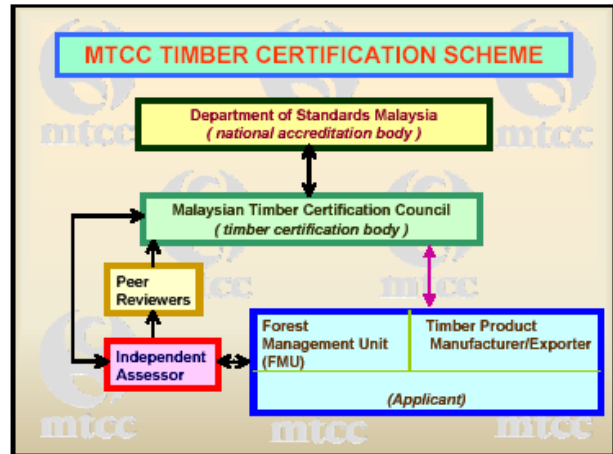 MTCC TIMBER CERTIFICATION SCHEME
Department of Standards Malaysia
( national accreditation body )
Malaysian Timber Certification Council
( timber certification body )
Peer
Reviewers
Independent
Assessor
Forest
Management Unit
(FMU)
Timber Product
Manufacturer/Exporter
(Applicant)
mtcc
mtcc
mtcc
mtcc
mtcc
mtcc
mtcc
mtcc